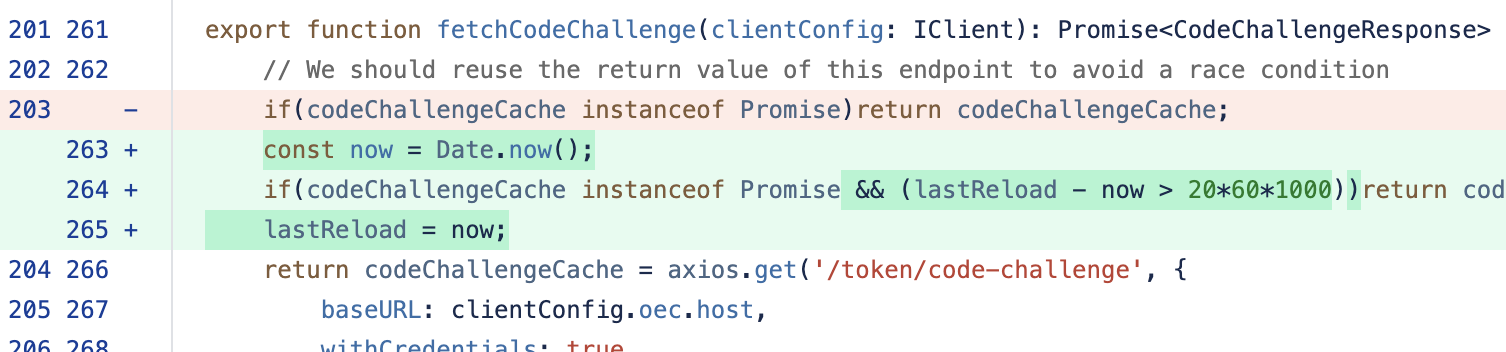 201 261 export function fetchCodeChallenge(clientConfig: IClient): Promise<CodeChallengeResponse>
202 262 // We should reuse the return value of this endpoint to avoid a race condition
203 - if(codeChallengeCache instanceof Promise)return codeChallengeCache;
263 + const now = Date.now();
264 + if(codeChallengeCache instanceof Promise && (lastReload - now > 20*60*1000))return cod
265 + lastReload = now;
204 266 return codeChallengeCache = axios.get('/token/code-challenge', {
205 267 baseURL: clientConfig.oec.host,
206 268 withCredentials: true